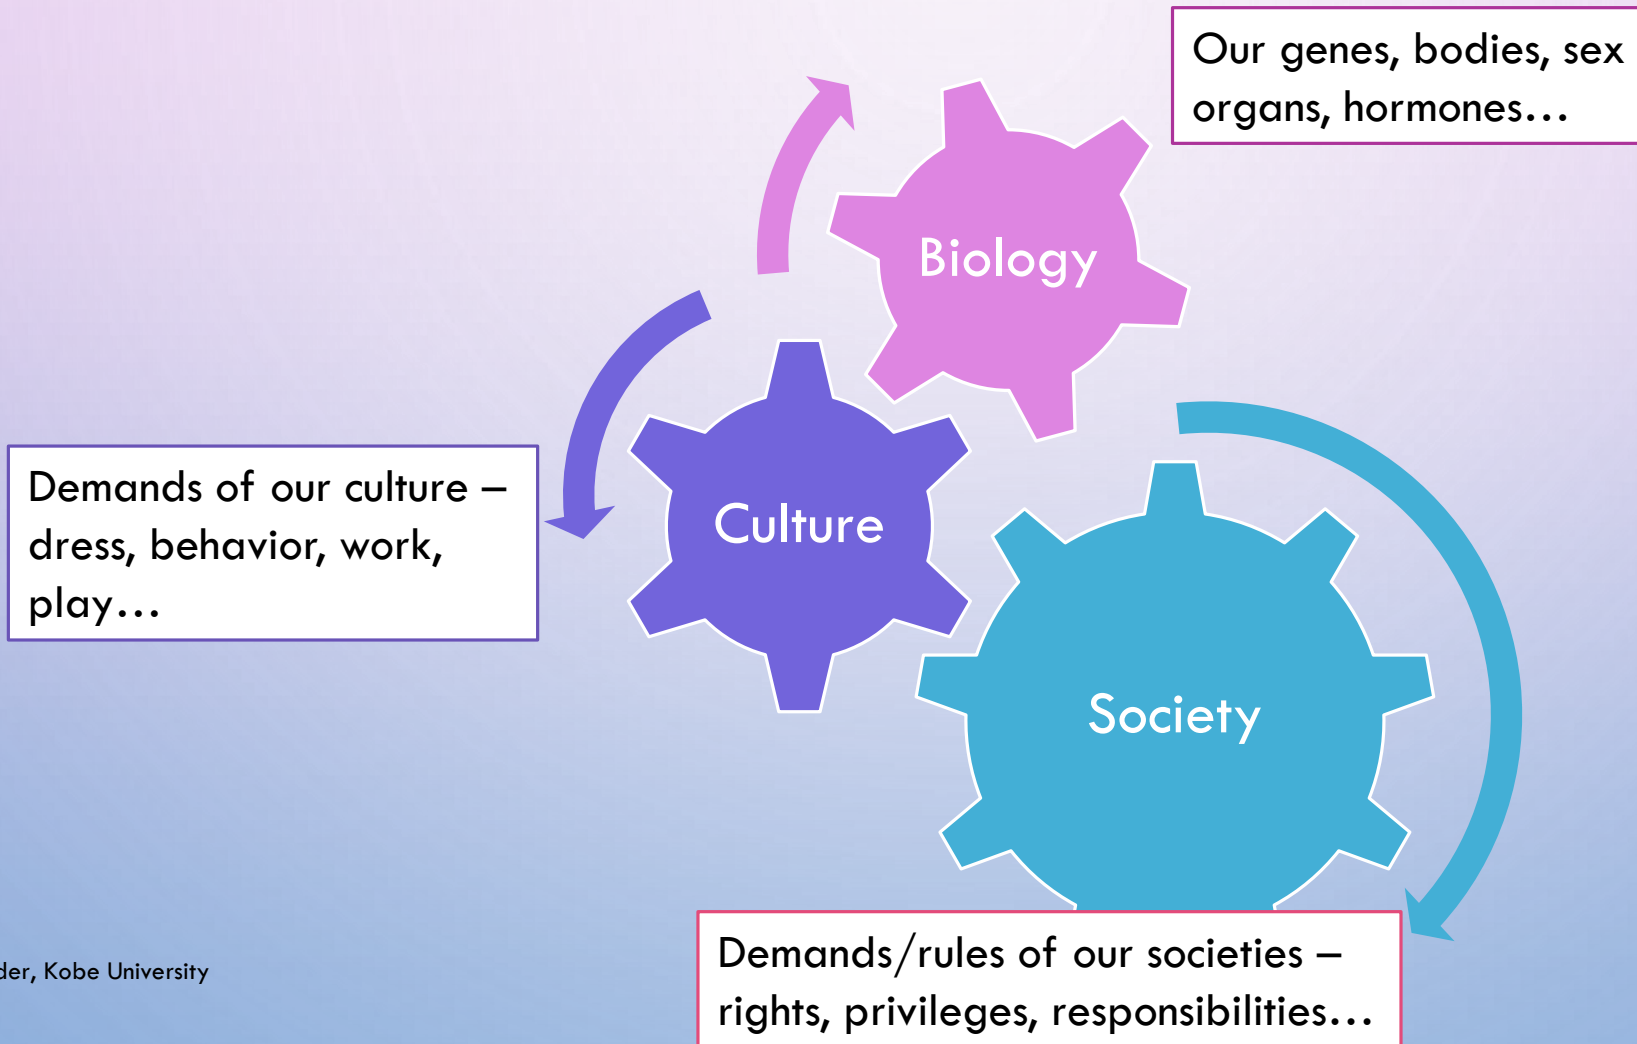 Our genes, bodies, sex
organs, hormones…
Biology
Demands of our culture –
dress, behavior, work,
play…
Culture
Society
Demands/rules of our societies –
rights, privileges, responsibilities…
Kobe University